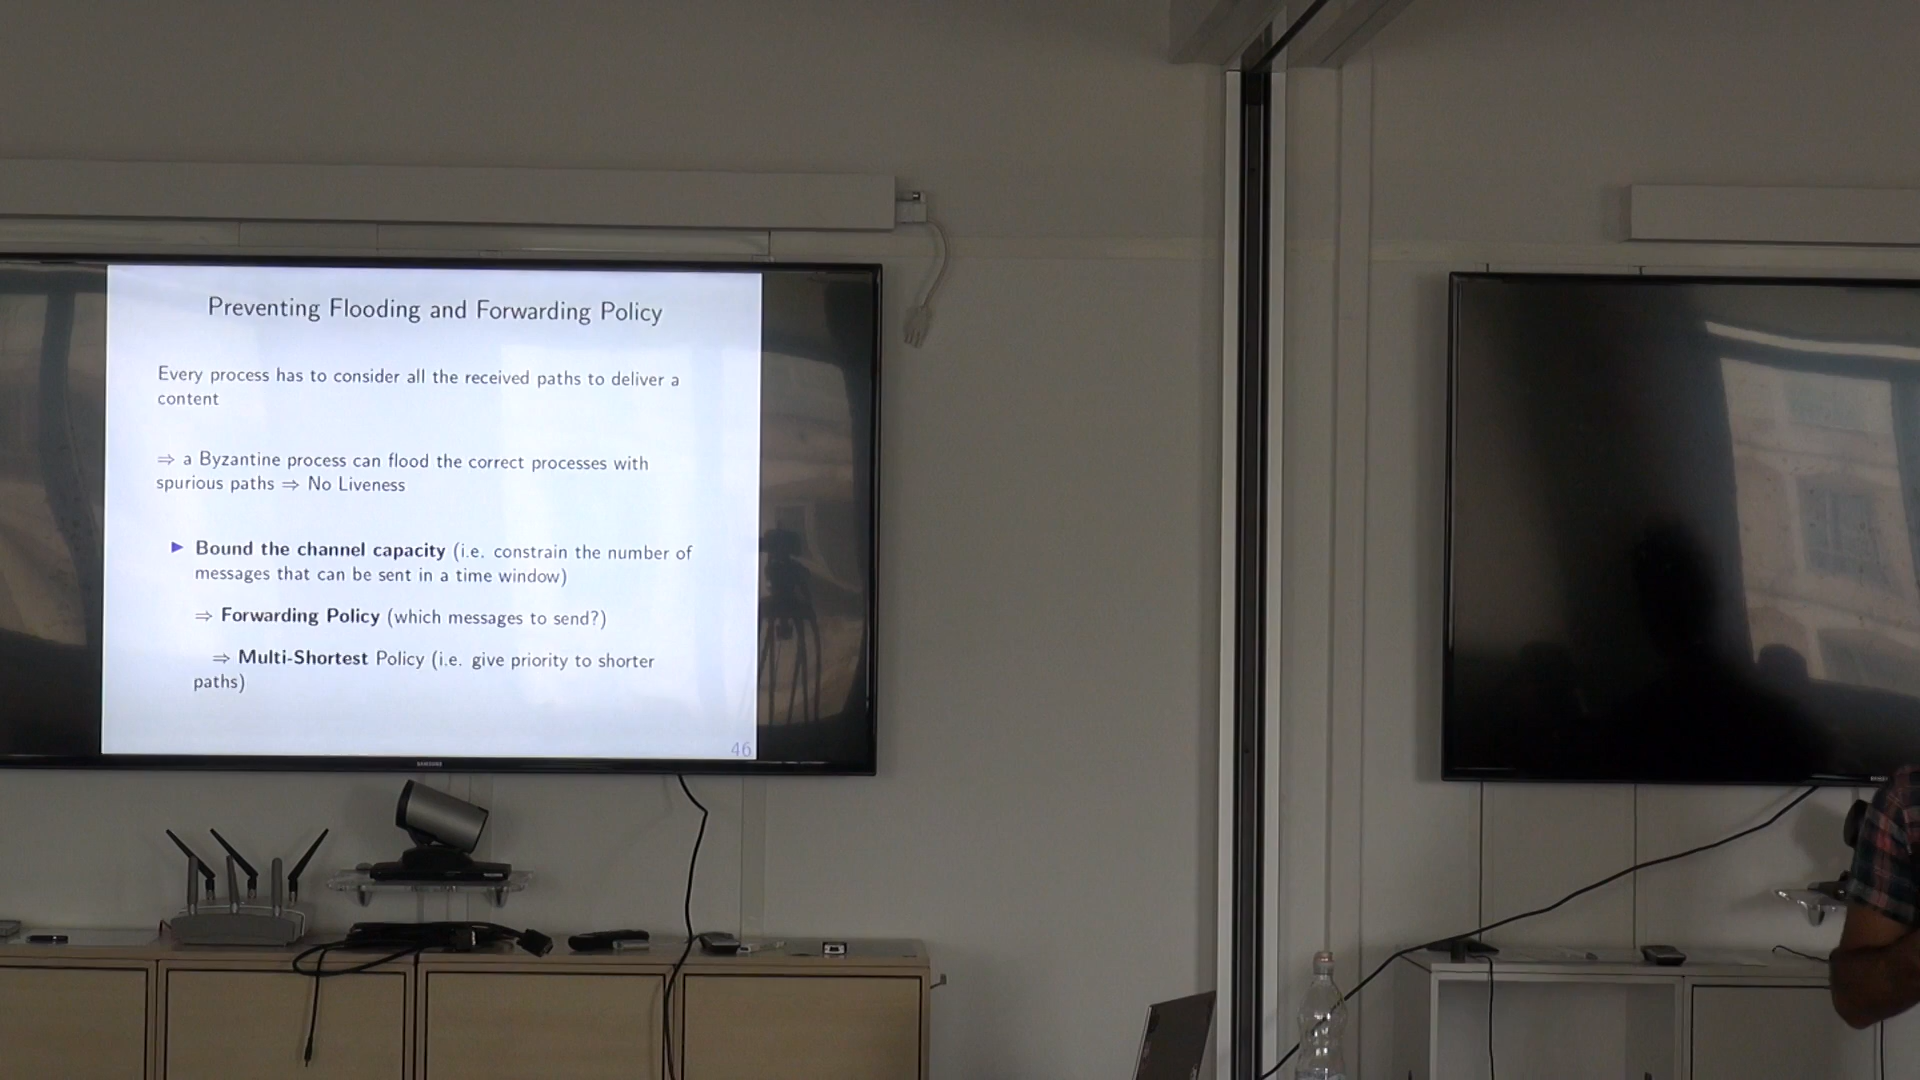 Preventing Flooding and Forwarding Policy
Every process has to consider all the received paths to deliver a
content
⇒ a Byzantine process can flood the correct processes with
spurious paths ⇒ No Liveness
▶ Bound the channel capacity (i.e. constrain the number of
messages that can be sent in a time window)
⇒ Forwarding Policy (which messages to send?)
⇒ Multi-Shortest Policy (i.e. give priority to shorter
paths)
46
SAMSUNG